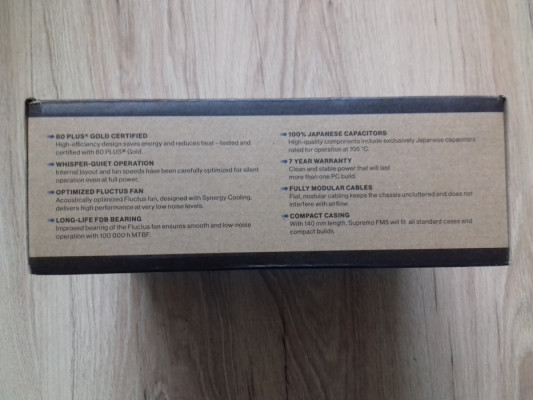 80 PLUS® GOLD CERTIFIED
High-efficiency design saves energy and reduces heat – tested and
certified with 80 PLUS® Gold.
WHISPER-QUIET OPERATION
Internal layout and fan speeds have been carefully optimized for silent
operation even at full power.
OPTIMIZED FLUCTUS FAN
Acoustically optimized Fluctus fan, designed with Synergy Cooling,
delivers high performance at very low noise levels.
LONG-LIFE FDB BEARING
Improved bearing of the Fluctus fan ensures smooth and low-noise
operation with 100 000 h MTBF.
100% JAPANESE CAPACITORS
High-quality components include exclusively Japanese capacitors
rated for operation at 105 °C.
7 YEAR WARRANTY
Clean and stable power that will last
more than one PC build.
FULLY MODULAR CABLES
Flat, modular cabling keeps the chassis uncluttered and does not
interfere with airflow.
COMPACT CASING
With 140 mm length, Supremo FM5 will fit all standard cases and
compact builds.